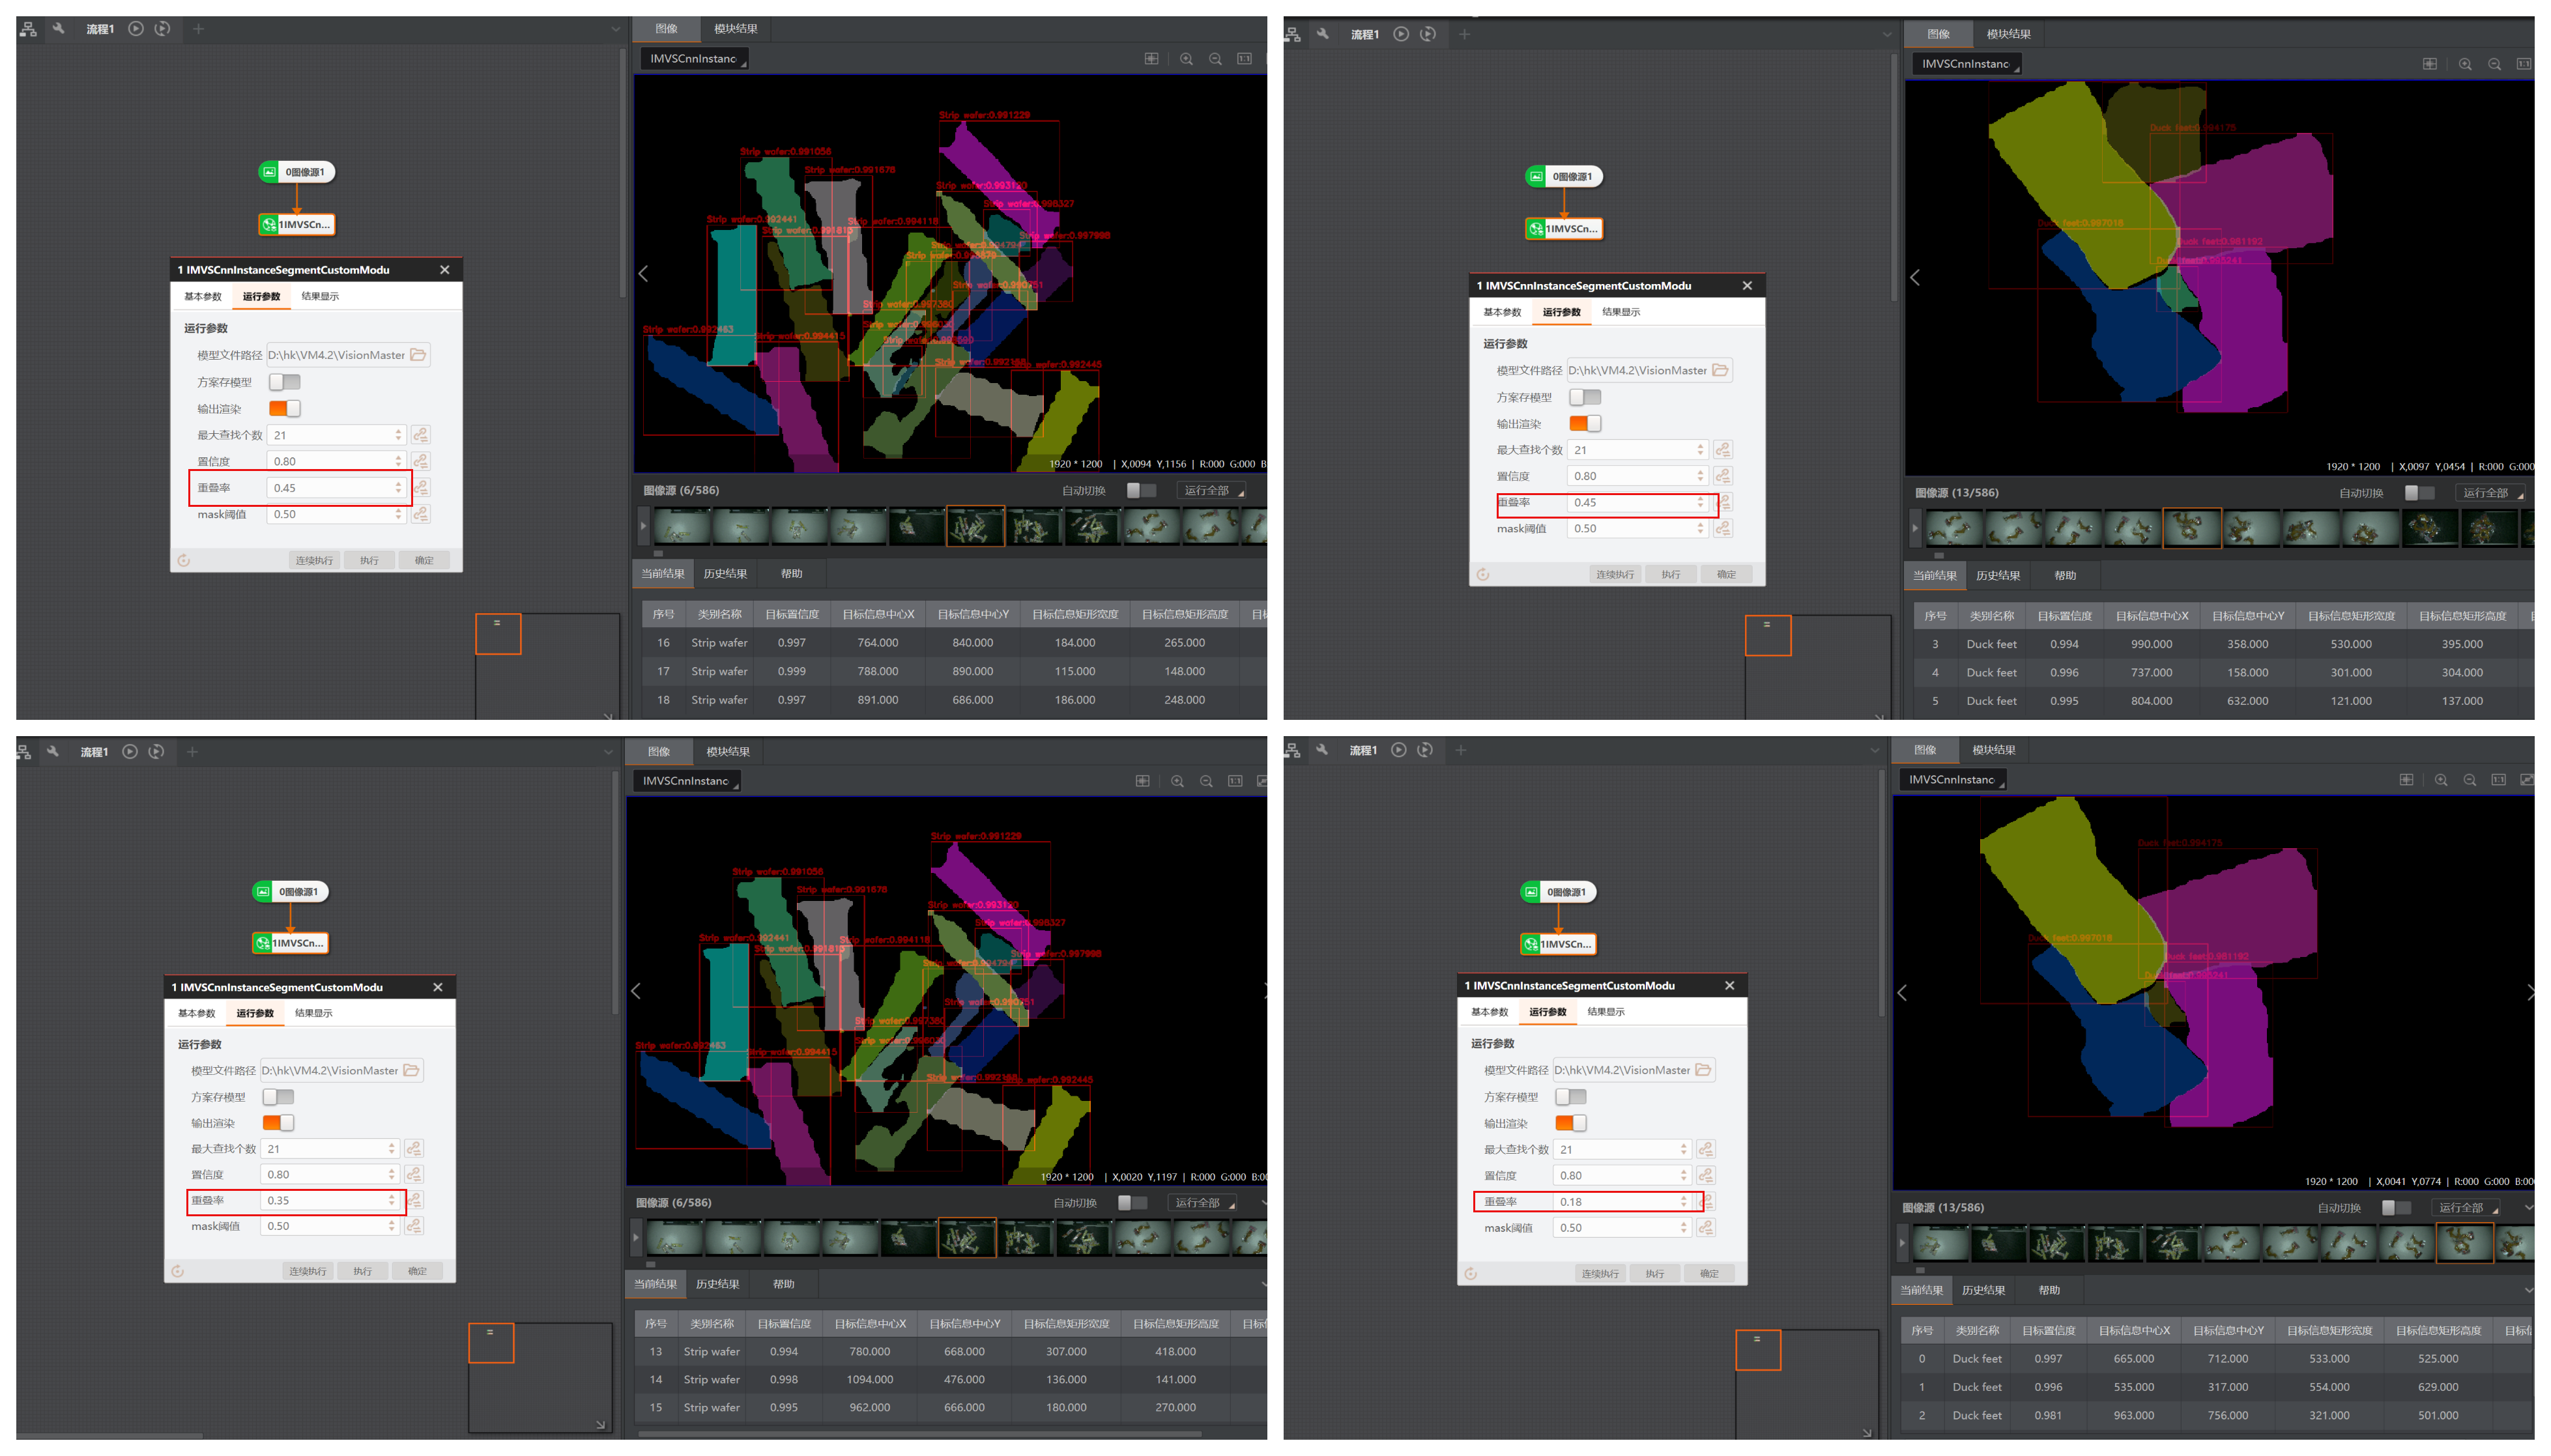 流程1
图像 模块结果
IMVSCnnInstanc
0图像源1
1IMVSCn...
1 IMVSCnnInstanceSegmentCustomModu
基本参数 运行参数 结果显示
运行参数
模型文件路径 D:\hk\VM4.2\VisionMaster
方案存模型
输出渲染
最大查找个数 21
置信度 0.80
重叠率 0.45
mask阈值 0.50
连续执行 执行 确定
Strip wafer:0.991229
Strip wafer:0.991056
Strip wafer:0.991678
Strip wafer:0.993120
Strip wafer:0.998327
Strip wafer:0.992441
Strip wafer:0.994118
Strip wafer:0.997998
Strip wafer:0.990751
Strip wafer:0.997380
Strip wafer:0.992463
Strip wafer:0.994415
1920 * 1200 | X,0094 Y,1156 | R:000 G:000 B
图像源 (6/586)
自动切换 运行全部
当前结果 历史结果 帮助
序号 类别名称 目标置信度 目标信息中心X 目标信息中心Y 目标信息矩形宽度 目标信息矩形高度
16 Strip wafer 0.997 764.000 840.000 184.000 265.000
17 Strip wafer 0.999 788.000 890.000 115.000 148.000
18 Strip wafer 0.997 891.000 686.000 186.000 248.000
流程1
图像 模块结果
IMVSCnnInstanc
0图像源1
1IMVSCn...
1 IMVSCnnInstanceSegmentCustomModu
基本参数 运行参数 结果显示
运行参数
模型文件路径 D:\hk\VM4.2\VisionMaster
方案存模型
输出渲染
最大查找个数 21
置信度 0.80
重叠率 0.45
mask阈值 0.50
连续执行 执行 确定
Duck feet:0.994175
Duck feet:0.997016
Duck feet:0.981192
1920 * 1200 | X,0097 Y,0454 | R:000 G:000
图像源 (13/586)
自动切换 运行全部
当前结果 历史结果 帮助
序号 类别名称 目标置信度 目标信息中心X 目标信息中心Y 目标信息矩形宽度 目标信息矩形高度
3 Duck feet 0.994 990.000 358.000 530.000 395.000
4 Duck feet 0.996 737.000 158.000 301.000 304.000
5 Duck feet 0.995 804.000 632.000 121.000 137.000
流程1
图像 模块结果
IMVSCnnInstanc
0图像源1
1IMVSCn...
1 IMVSCnnInstanceSegmentCustomModu
基本参数 运行参数 结果显示
运行参数
模型文件路径 D:\hk\VM4.2\VisionMaster
方案存模型
输出渲染
最大查找个数 21
置信度 0.80
重叠率 0.35
mask阈值 0.50
连续执行 执行 确定
Strip wafer:0.991229
Strip wafer:0.991056
Strip wafer:0.991678
Strip wafer:0.993120
Strip wafer:0.998327
Strip wafer:0.992441
Strip wafer:0.994118
Strip wafer:0.997998
Strip wafer:0.990751
Strip wafer:0.997380
Strip wafer:0.992463
Strip wafer:0.994415
1920 * 1200 | X,0020 Y,1197 | R:000 G:000 B:00
图像源 (6/586)
自动切换 运行全部
当前结果 历史结果 帮助
序号 类别名称 目标置信度 目标信息中心X 目标信息中心Y 目标信息矩形宽度 目标信息矩形高度
13 Strip wafer 0.994 780.000 668.000 307.000 418.000
14 Strip wafer 0.998 1094.000 476.000 136.000 141.000
15 Strip wafer 0.995 962.000 666.000 180.000 270.000
流程1
图像 模块结果
IMVSCnnInstanc
0图像源1
1IMVSCn...
1 IMVSCnnInstanceSegmentCustomModu
基本参数 运行参数 结果显示
运行参数
模型文件路径 D:\hk\VM4.2\VisionMaster
方案存模型
输出渲染
最大查找个数 21
置信度 0.80
重叠率 0.18
mask阈值 0.50
连续执行 执行 确定
Duck feet:0.994175
Duck feet:0.997016
Duck feet:0.981192
1920 * 1200 | X,0041 Y,0774 | R:000 G:000 B:00
图像源 (13/586)
自动切换 运行全部
当前结果 历史结果 帮助
序号 类别名称 目标置信度 目标信息中心X 目标信息中心Y 目标信息矩形宽度 目标信息矩形高度
0 Duck feet 0.997 665.000 712.000 533.000 525.000
1 Duck feet 0.996 535.000 317.000 554.000 629.000
2 Duck feet 0.981 963.000 756.000 321.000 501.000